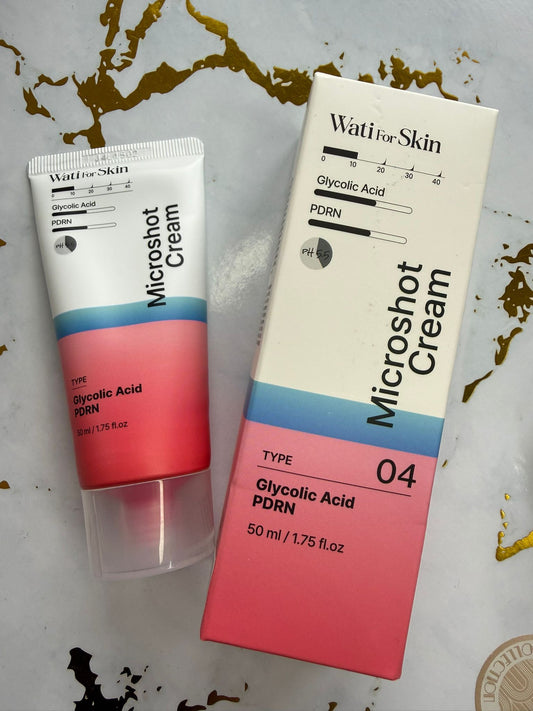 Wati For Skin
0 10 20 30 40
Glycolic Acid
PDRN
PH 5.5
Microshot
Cream
TYPE
Glycolic Acid
PDRN
50 ml / 1.75 fl.oz
Wati For Skin
0 10 20 30 40
Glycolic Acid
PDRN
PH 5.5
Microshot
Cream
TYPE
04
Glycolic Acid
PDRN
50 ml / 1.75 fl.oz